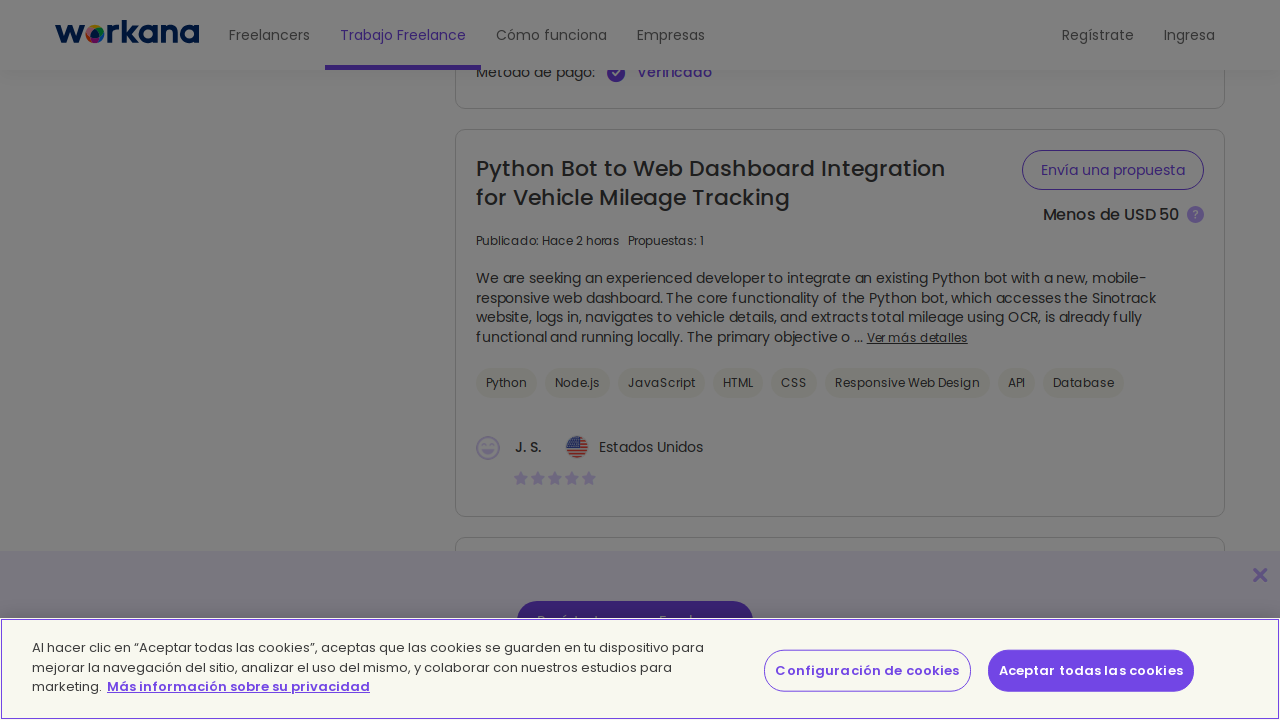 workana Freelancers Trabajo Freelance Cómo funciona Empresas Regístrate Ingresa
Método de pago: Verificado
Python Bot to Web Dashboard Integration
for Vehicle Mileage Tracking
Envía una propuesta
Menos de USD 50 ?
Publicado: Hace 2 horas Propuestas: 1
We are seeking an experienced developer to integrate an existing Python bot with a new, mobile-
responsive web dashboard. The core functionality of the Python bot, which accesses the Sinotrack
website, logs in, navigates to vehicle details, and extracts total mileage using OCR, is already fully
functional and running locally. The primary objective o ... Ver más detalles
Python Node.js JavaScript HTML CSS Responsive Web Design API Database
J. S. Estados Unidos
Al hacer clic en “Aceptar todas las cookies”, aceptas que las cookies se guarden en tu dispositivo para
mejorar la navegación del sitio, analizar el uso del mismo, y colaborar con nuestros estudios para
marketing. Más información sobre su privacidad
Configuración de cookies
Aceptar todas las cookies